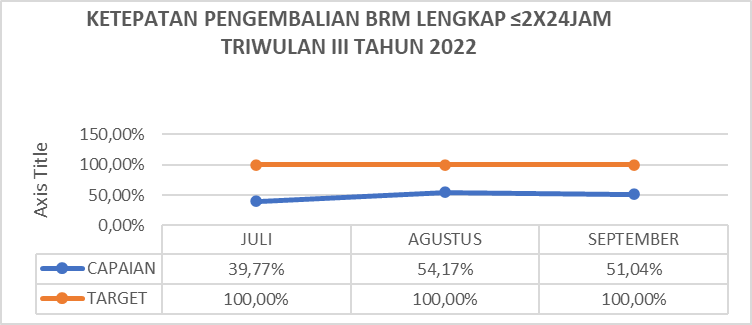 KETEPATAN PENGEMBALIAN BRM LENGKAP ≤2X24JAM
TRIWULAN III TAHUN 2022
Axis Title
150,00%
100,00%
50,00%
0,00%
JULI AGUSTUS SEPTEMBER
CAPAIAN 39,77% 54,17% 51,04%
TARGET 100,00% 100,00% 100,00%